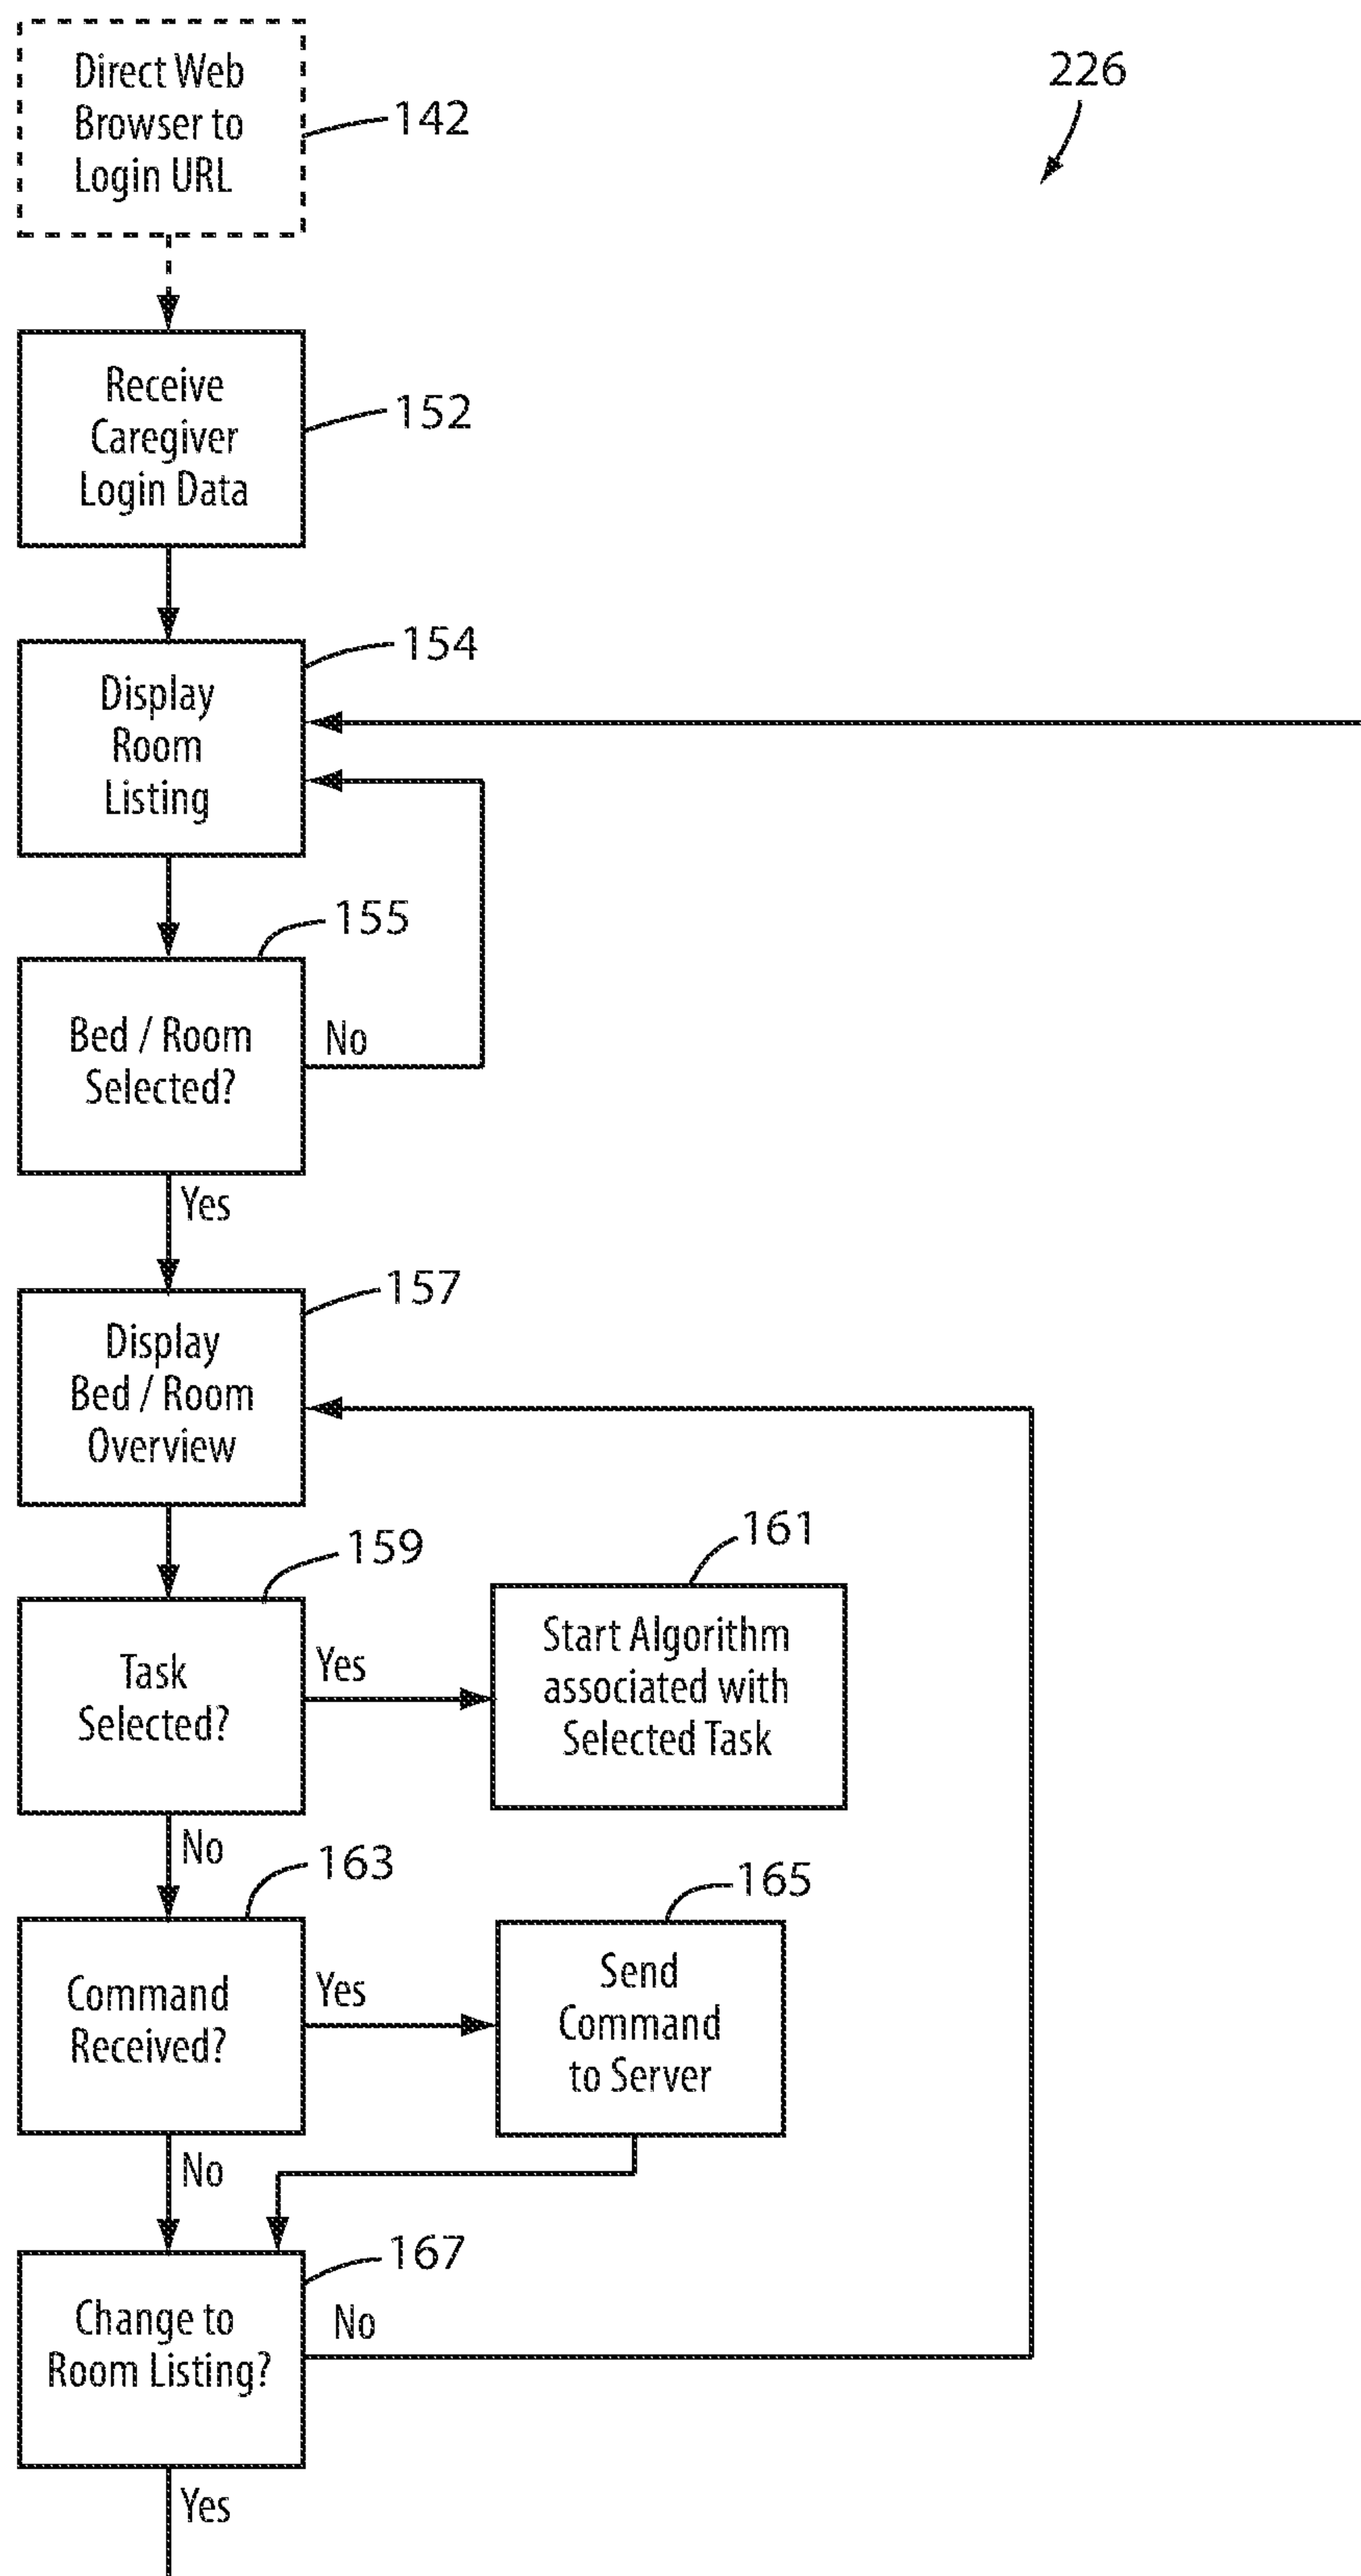 Direct Web
Browser to
Login URL
142
226
Receive
Caregiver
Login Data
152
Display
Room
Listing
154
155
Bed / Room
Selected?
No
Yes
157
Display
Bed / Room
Overview
159
161
Task
Selected?
Yes
Start Algorithm
associated with
Selected Task
No
163
165
Command
Received?
Yes
Send
Command
to Server
No
167
Change to
Room Listing?
No
Yes